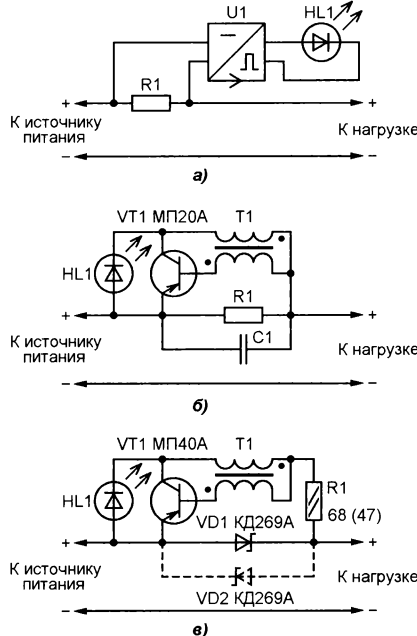 U1
HL1
R1
+
+
К источнику питания
К нагрузке
–
–
а)
VT1 МП20А
T1
HL1
R1
+
+
C1
К источнику питания
К нагрузке
–
–
б)
VT1 МП40А
T1
HL1
R1
68 (47)
VD1 КД269А
+
+
К источнику питания
К нагрузке
VD2 КД269А
–
–
в)